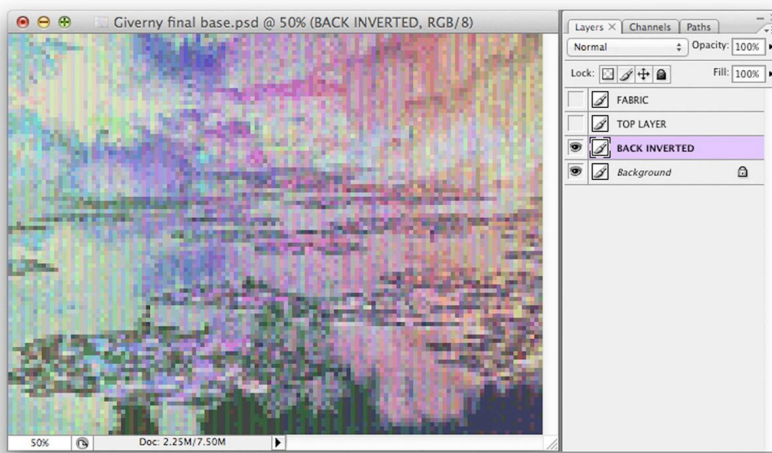 Giverny final base.psd @ 50% (BACK INVERTED, RGB/8)
50%
Doc: 2.25M/7.50M
Layers × Channels Paths
Normal Opacity: 100%
Lock: Fill: 100%
FABRIC
TOP LAYER
BACK INVERTED
Background